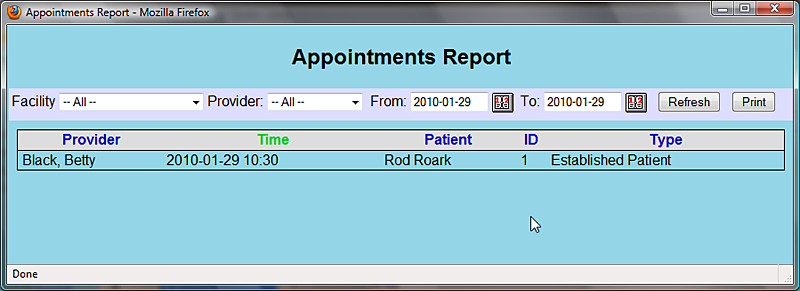 Appointments Report - Mozilla Firefox
Appointments Report
Facility -- All -- Provider: -- All -- From: 2010-01-29 To: 2010-01-29 Refresh Print
Provider Time Patient ID Type
Black, Betty 2010-01-29 10:30 Rod Roark 1 Established Patient
Done